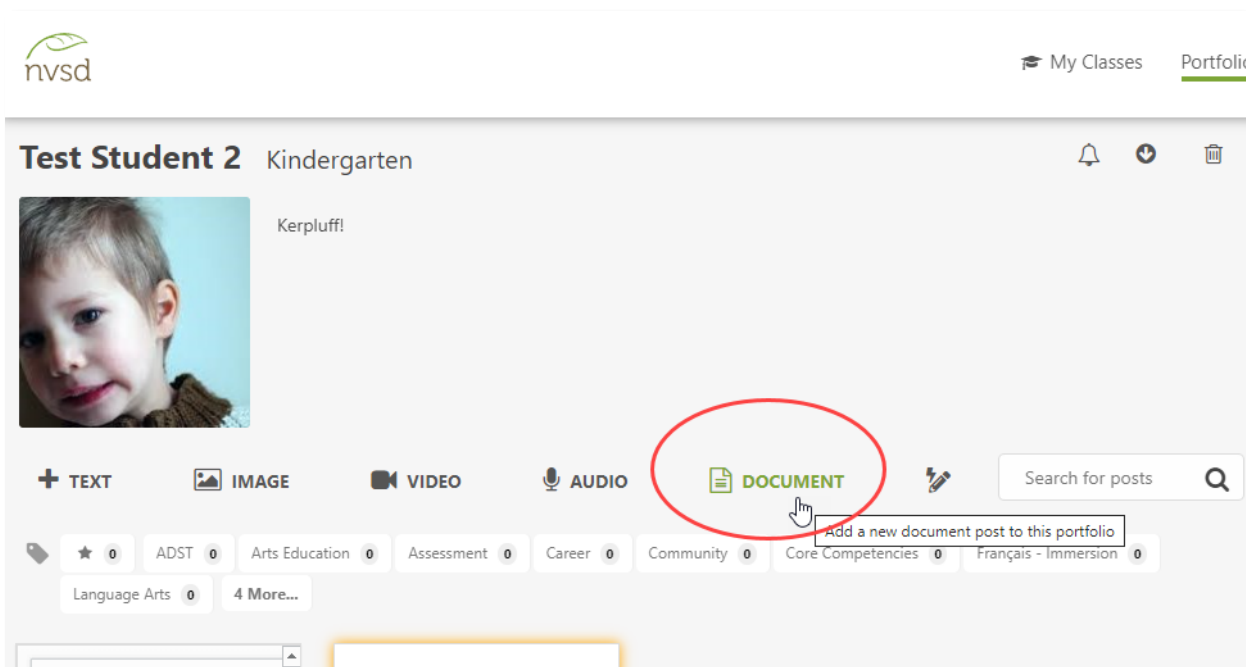 nvsd
My Classes
Portfolio
Test Student 2 Kindergarten
Kerpluff!
TEXT IMAGE VIDEO AUDIO DOCUMENT Search for posts
Add a new document post to this portfolio
0 ADST 0 Arts Education 0 Assessment 0 Career 0 Community 0 Core Competencies 0 Français - Immersion 0
Language Arts 0 4 More...